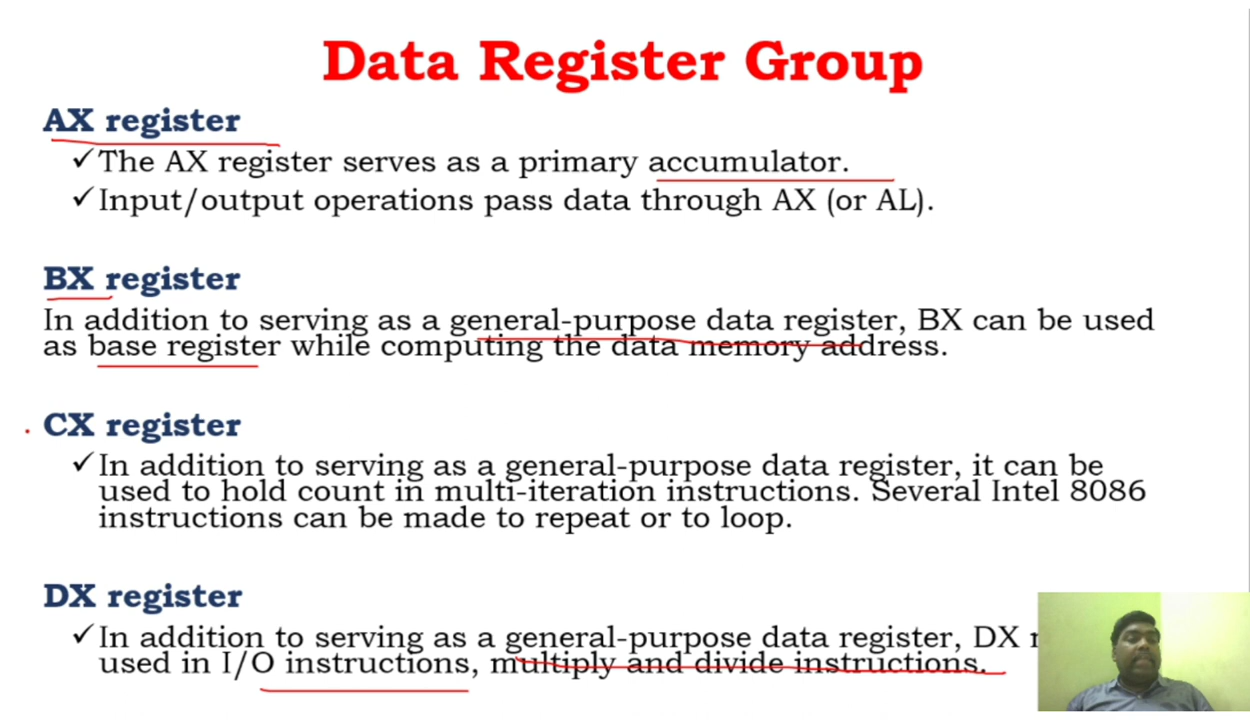 Data Register Group
AX register
✓ The AX register serves as a primary accumulator.
✓ Input/output operations pass data through AX (or AL).
BX register
In addition to serving as a general-purpose data register, BX can be used
as base register while computing the data memory address.
CX register
✓ In addition to serving as a general-purpose data register, it can be
used to hold count in multi-iteration instructions. Several Intel 8086
instructions can be made to repeat or to loop.
DX register
✓ In addition to serving as a general-purpose data register, DX
used in I/O instructions, multiply and divide instructions.